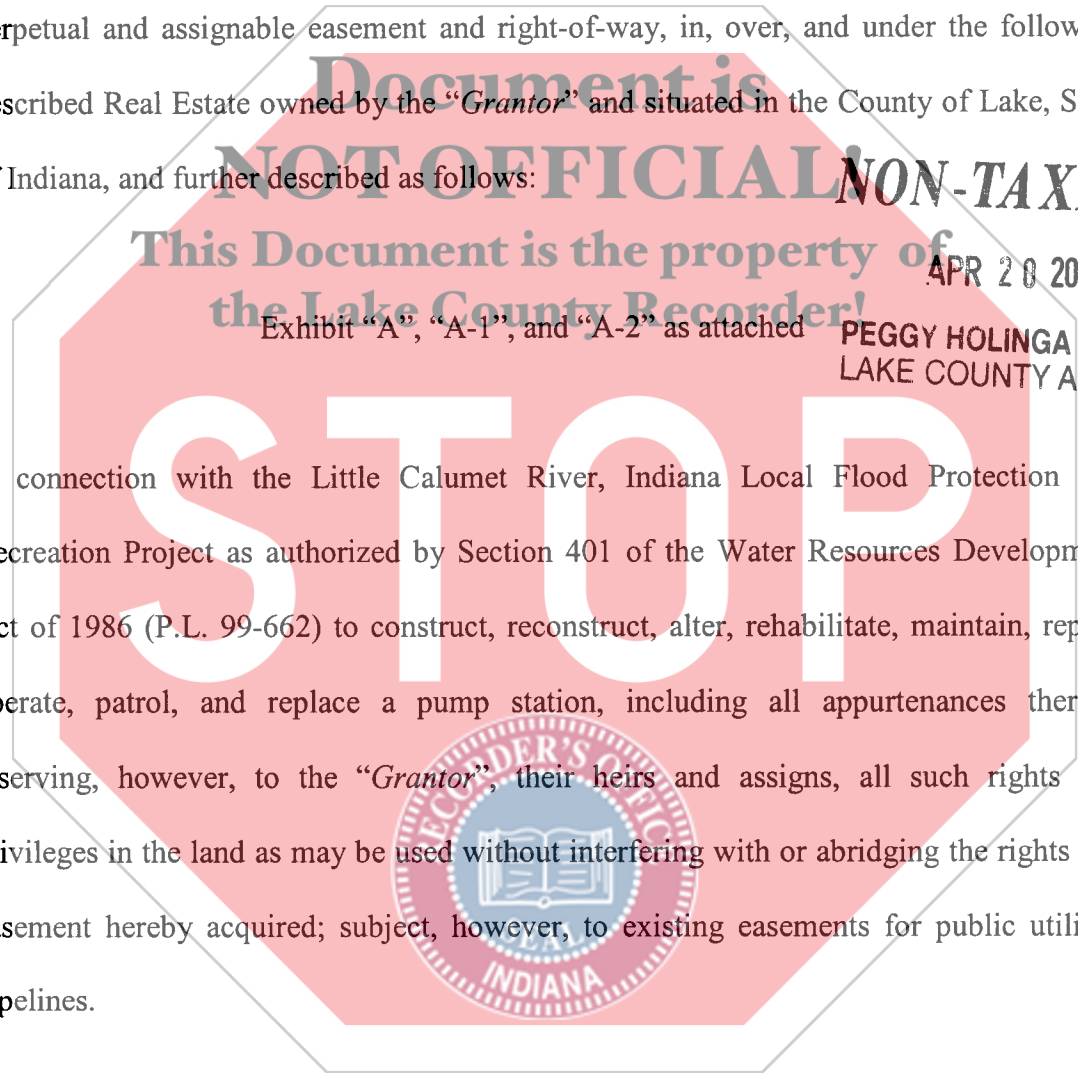 erpetual and assignable easement and right-of-way, in, over, and under the follow
Document is
escribed Real Estate owned by the “Grantor” and situated in the County of Lake, S
NOT OFFICIAL!
f Indiana, and further described as follows:
NON-TAX
This Document is the property of
APR 20 20
the Lake County Recorder!
Exhibit “A”, “A-1”, and “A-2” as attached
PEGGY HOLINGA
LAKE COUNTY A
STOP
connection with the Little Calumet River, Indiana Local Flood Protection
ecreation Project as authorized by Section 401 of the Water Resources Developm
ct of 1986 (P.L. 99-662) to construct, reconstruct, alter, rehabilitate, maintain, rep
perate, patrol, and replace a pump station, including all appurtenances ther
serving, however, to the “Grantor”, their heirs and assigns, all such rights
ivileges in the land as may be used without interfering with or abridging the rights
asement hereby acquired; subject, however, to existing easements for public utili
pelines.
RECORDER'S OFFIC
SEAL
INDIANA